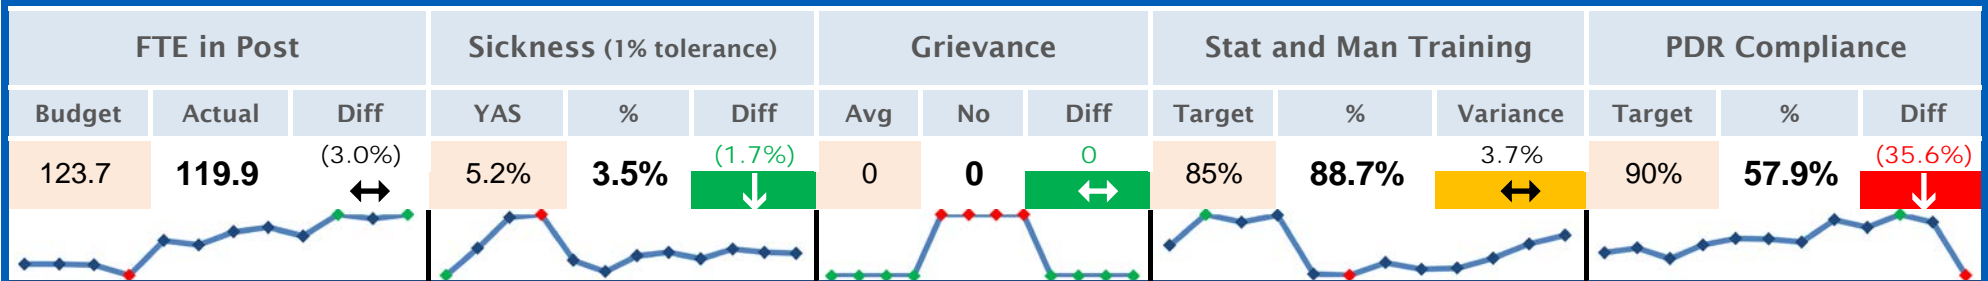 FTE in Post Sickness (1% tolerance) Grievance Stat and Man Training PDR Compliance
Budget Actual Diff YAS % Diff Avg No Diff Target % Variance Target % Diff
123.7 119.9 (3.0%) 5.2% 3.5% (1.7%) 0 0 0 85% 88.7% 3.7% 90% 57.9% (35.6%)